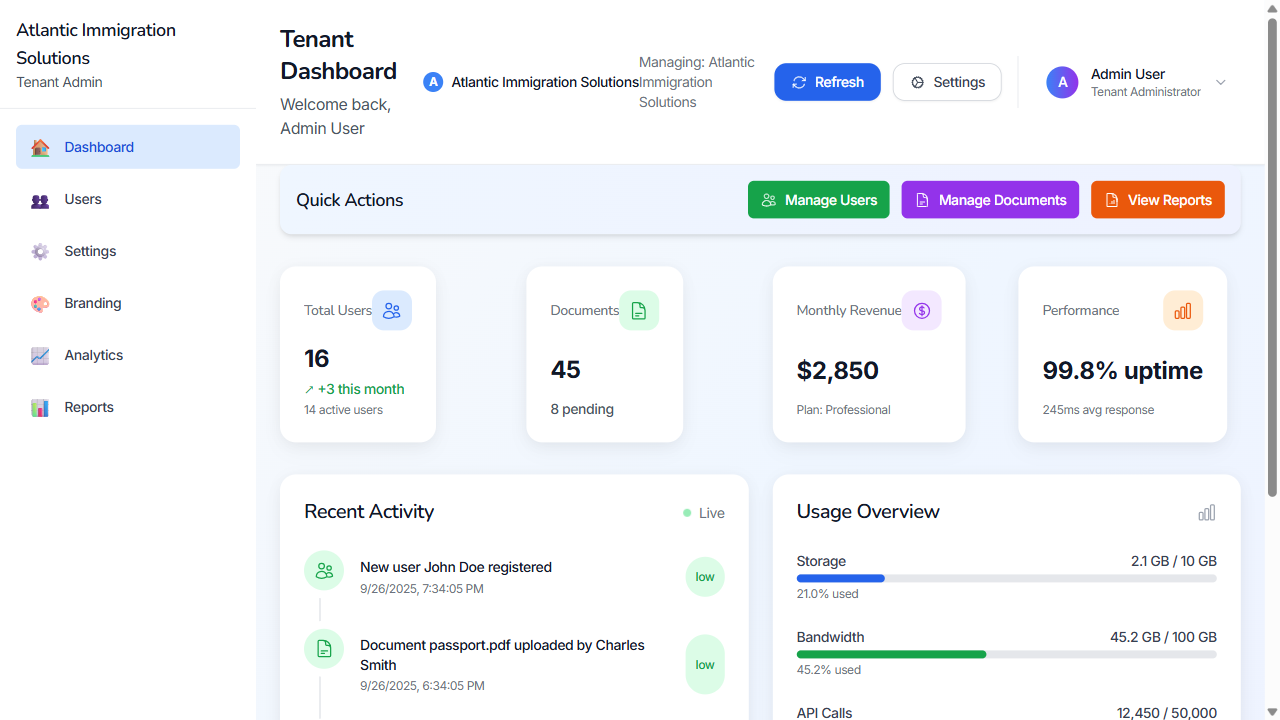 Atlantic Immigration
Solutions
Tenant Admin
Dashboard
Users
Settings
Branding
Analytics
Reports
Tenant
Dashboard
Welcome back,
Admin User
A
Atlantic Immigration Solutions
Managing: Atlantic
Immigration
Solutions
Refresh
Settings
A
Admin User
Tenant Administrator
Quick Actions
Manage Users
Manage Documents
View Reports
Total Users
16
↗ +3 this month
14 active users
Documents
45
8 pending
Monthly Revenue
$2,850
Plan: Professional
Performance
99.8% uptime
245ms avg response
Recent Activity
Live
New user John Doe registered
9/26/2025, 7:34:05 PM
low
Document passport.pdf uploaded by Charles
Smith
9/26/2025, 6:34:05 PM
low
Usage Overview
Storage
2.1 GB / 10 GB
21.0% used
Bandwidth
45.2 GB / 100 GB
45.2% used
API Calls
12,450 / 50,000